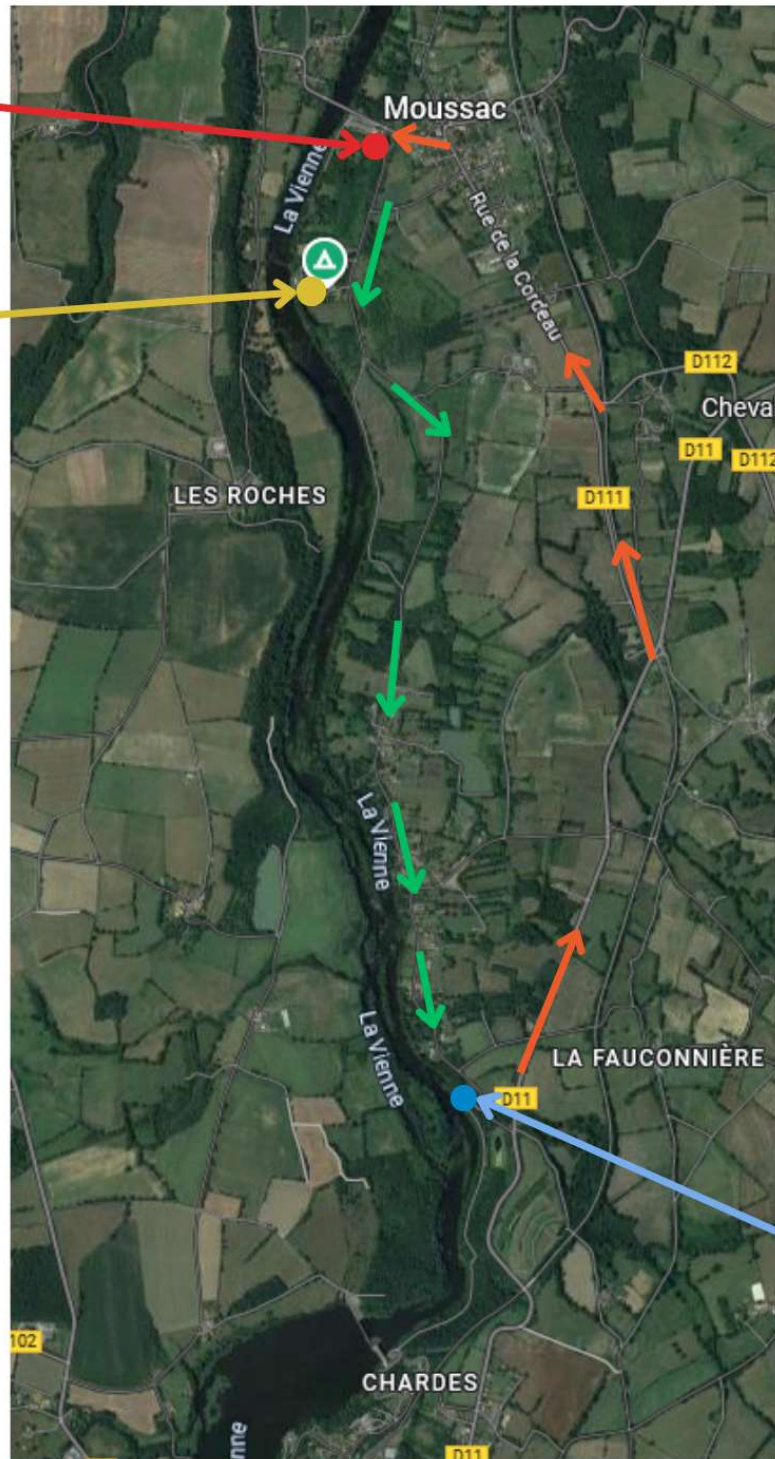 Moussac
La Vienne
Rue de la Cordeau
D112
Cheva
D11
D112
LES ROCHES
D111
La Vienne
La Vienne
LA FAUCONNIÈRE
D11
102
CHARDES
nne
D11